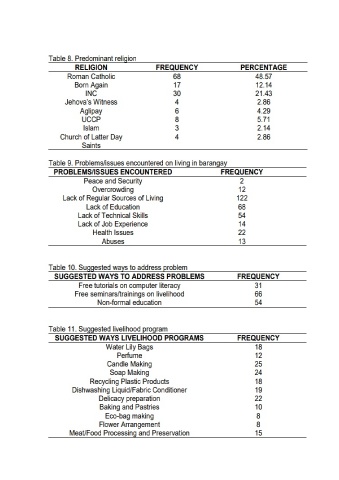 Table 8. Predominant religion
RELIGION FREQUENCY PERCENTAGE
Roman Catholic 68 48.57
Born Again 17 12.14
INC 30 21.43
Jehova's Witness 4 2.86
Aglipay 6 4.29
UCCP 8 5.71
Islam 3 2.14
Church of Latter Day 4 2.86
Saints
Table 9. Problems/Issues encountered on living in barangay
PROBLEMS/ISSUES ENCOUNTERED FREQUENCY
Peace and Security 2
Overcrowding 12
Lack of Regular Sources of Living 122
Lack of Education 68
Lack of Technical Skills 54
Lack of Job Experience 14
Health Issues 22
Abuses 13
Table 10. Suggested ways to address problem
SUGGESTED WAYS TO ADDRESS PROBLEMS FREQUENCY
Free tutorials on computer literacy 31
Free seminars/trainings on livelihood 66
Non-formal education 54
Table 11. Suggested livelihood program
SUGGESTED WAYS LIVELIHOOD PROGRAMS FREQUENCY
Water Lily Bags 18
Perfume 12
Candle Making 25
Soap Making 24
Recycling Plastic Products 18
Dishwashing Liquid/Fabric Conditioner 19
Delicacy preparation 22
Baking and Pastries 10
Eco-bag making 8
Flower Arrangement 8
Meat/Food Processing and Preservation 15